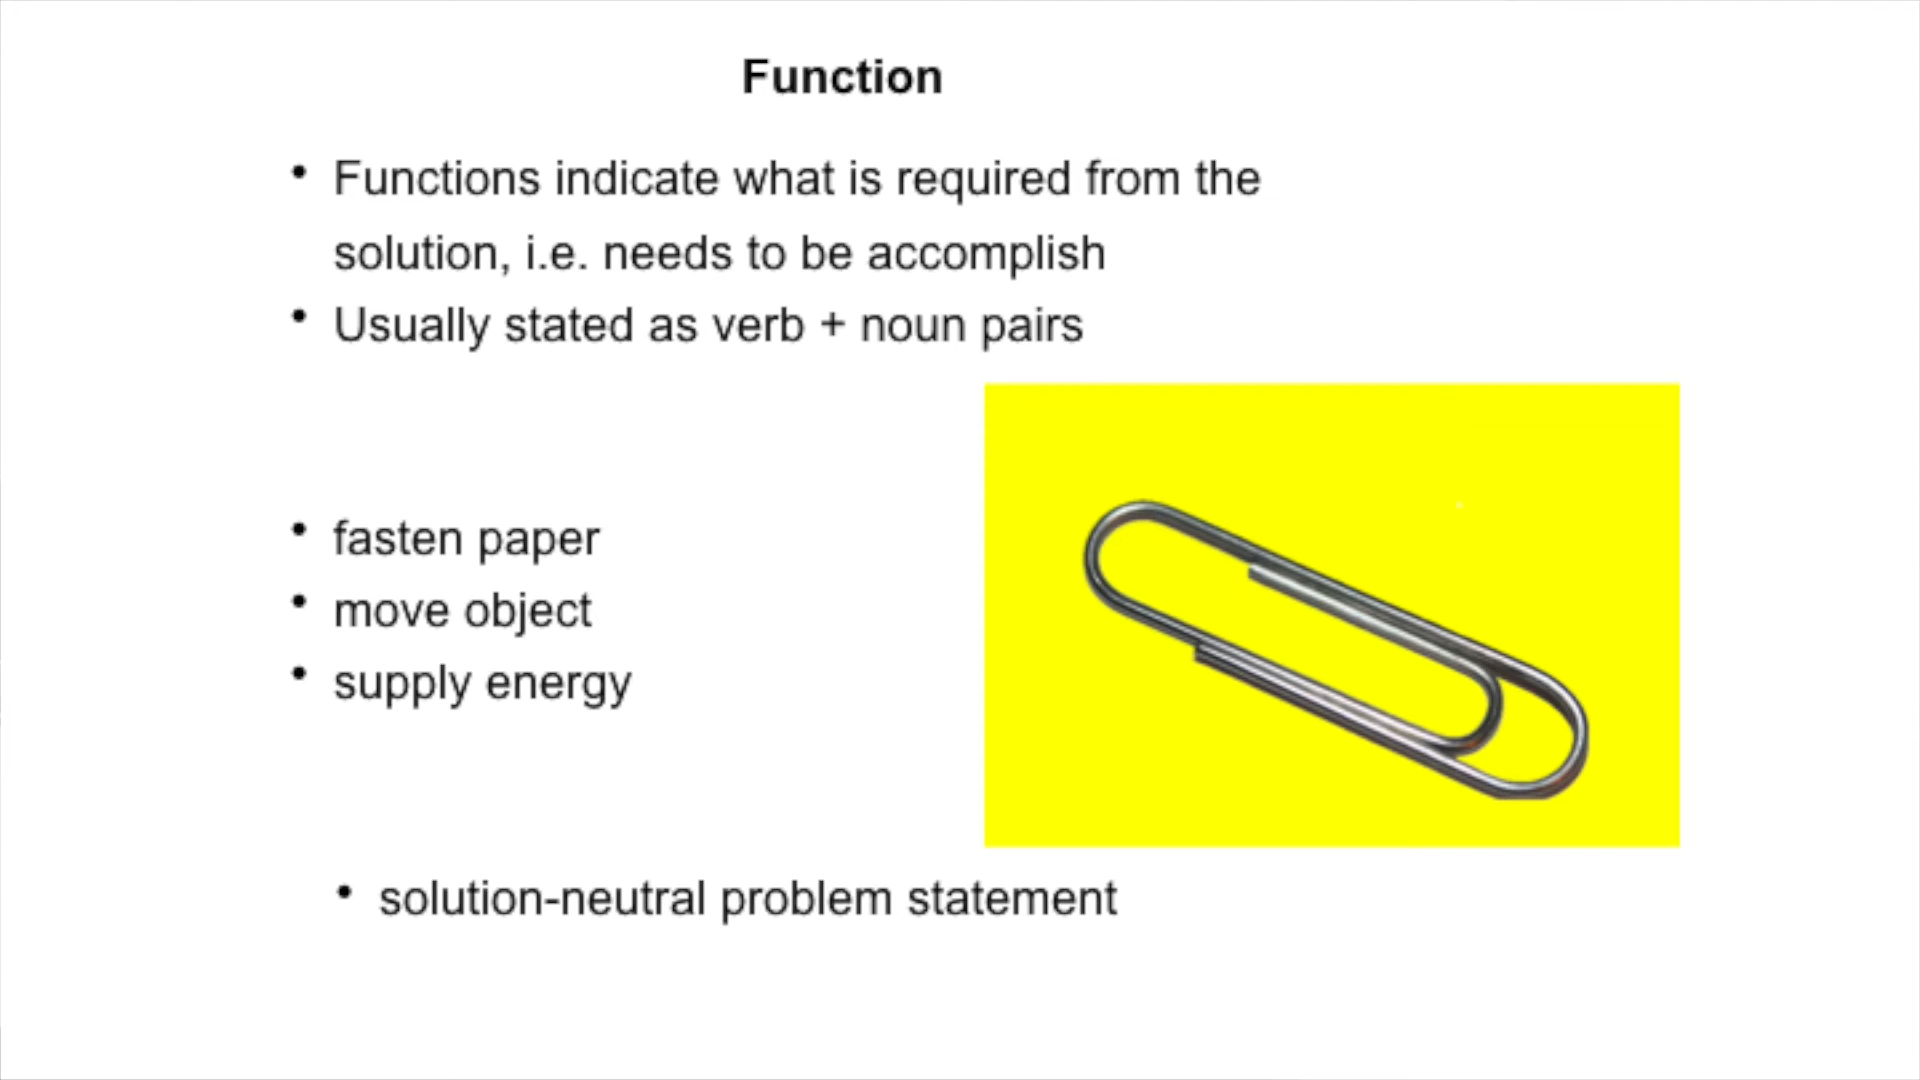 Function
• Functions indicate what is required from the
solution, i.e. needs to be accomplish
• Usually stated as verb + noun pairs
• fasten paper
• move object
• supply energy
• solution-neutral problem statement